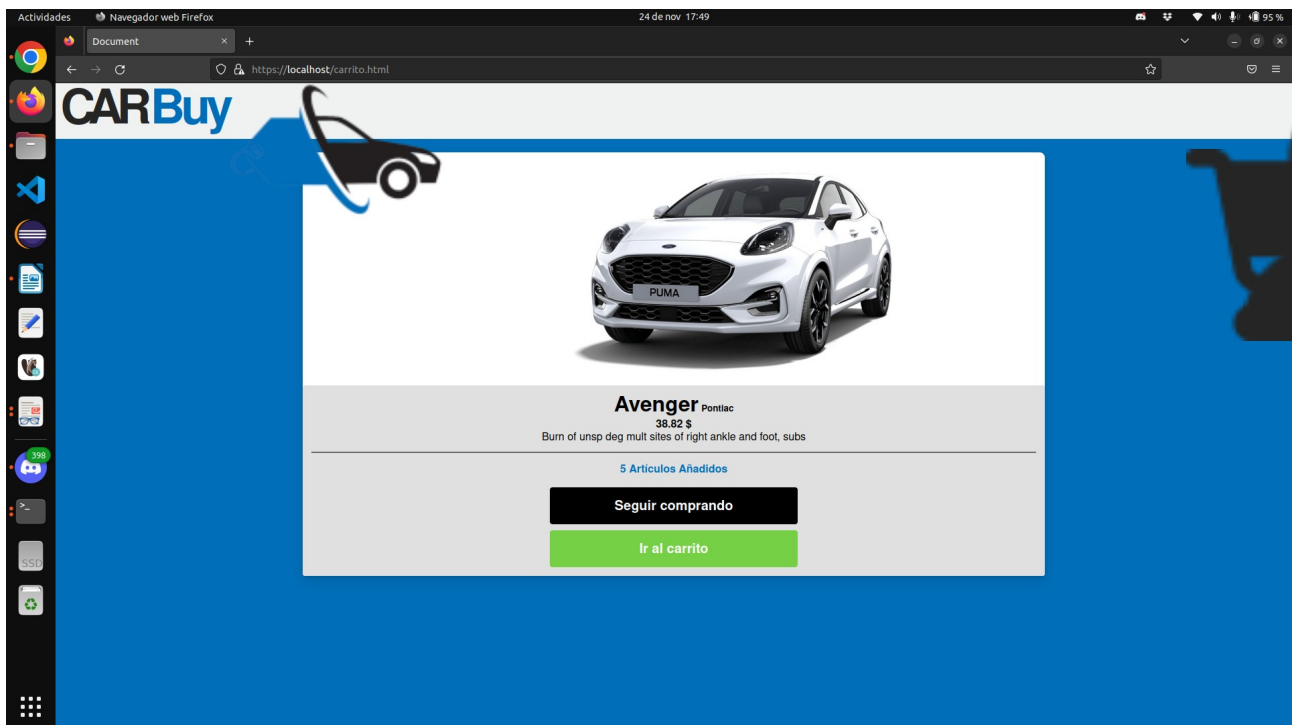 Actividades Navegador web Firefox 24 de nov 17:49 95 %
Document × +
https://localhost/carrito.html
CARBuy
PUMA
Avenger Pontiac
38.82 $
Burn of unsp deg mult sites of right ankle and foot, subs
5 Artículos Añadidos
398
Seguir comprando
Ir al carrito
SSD